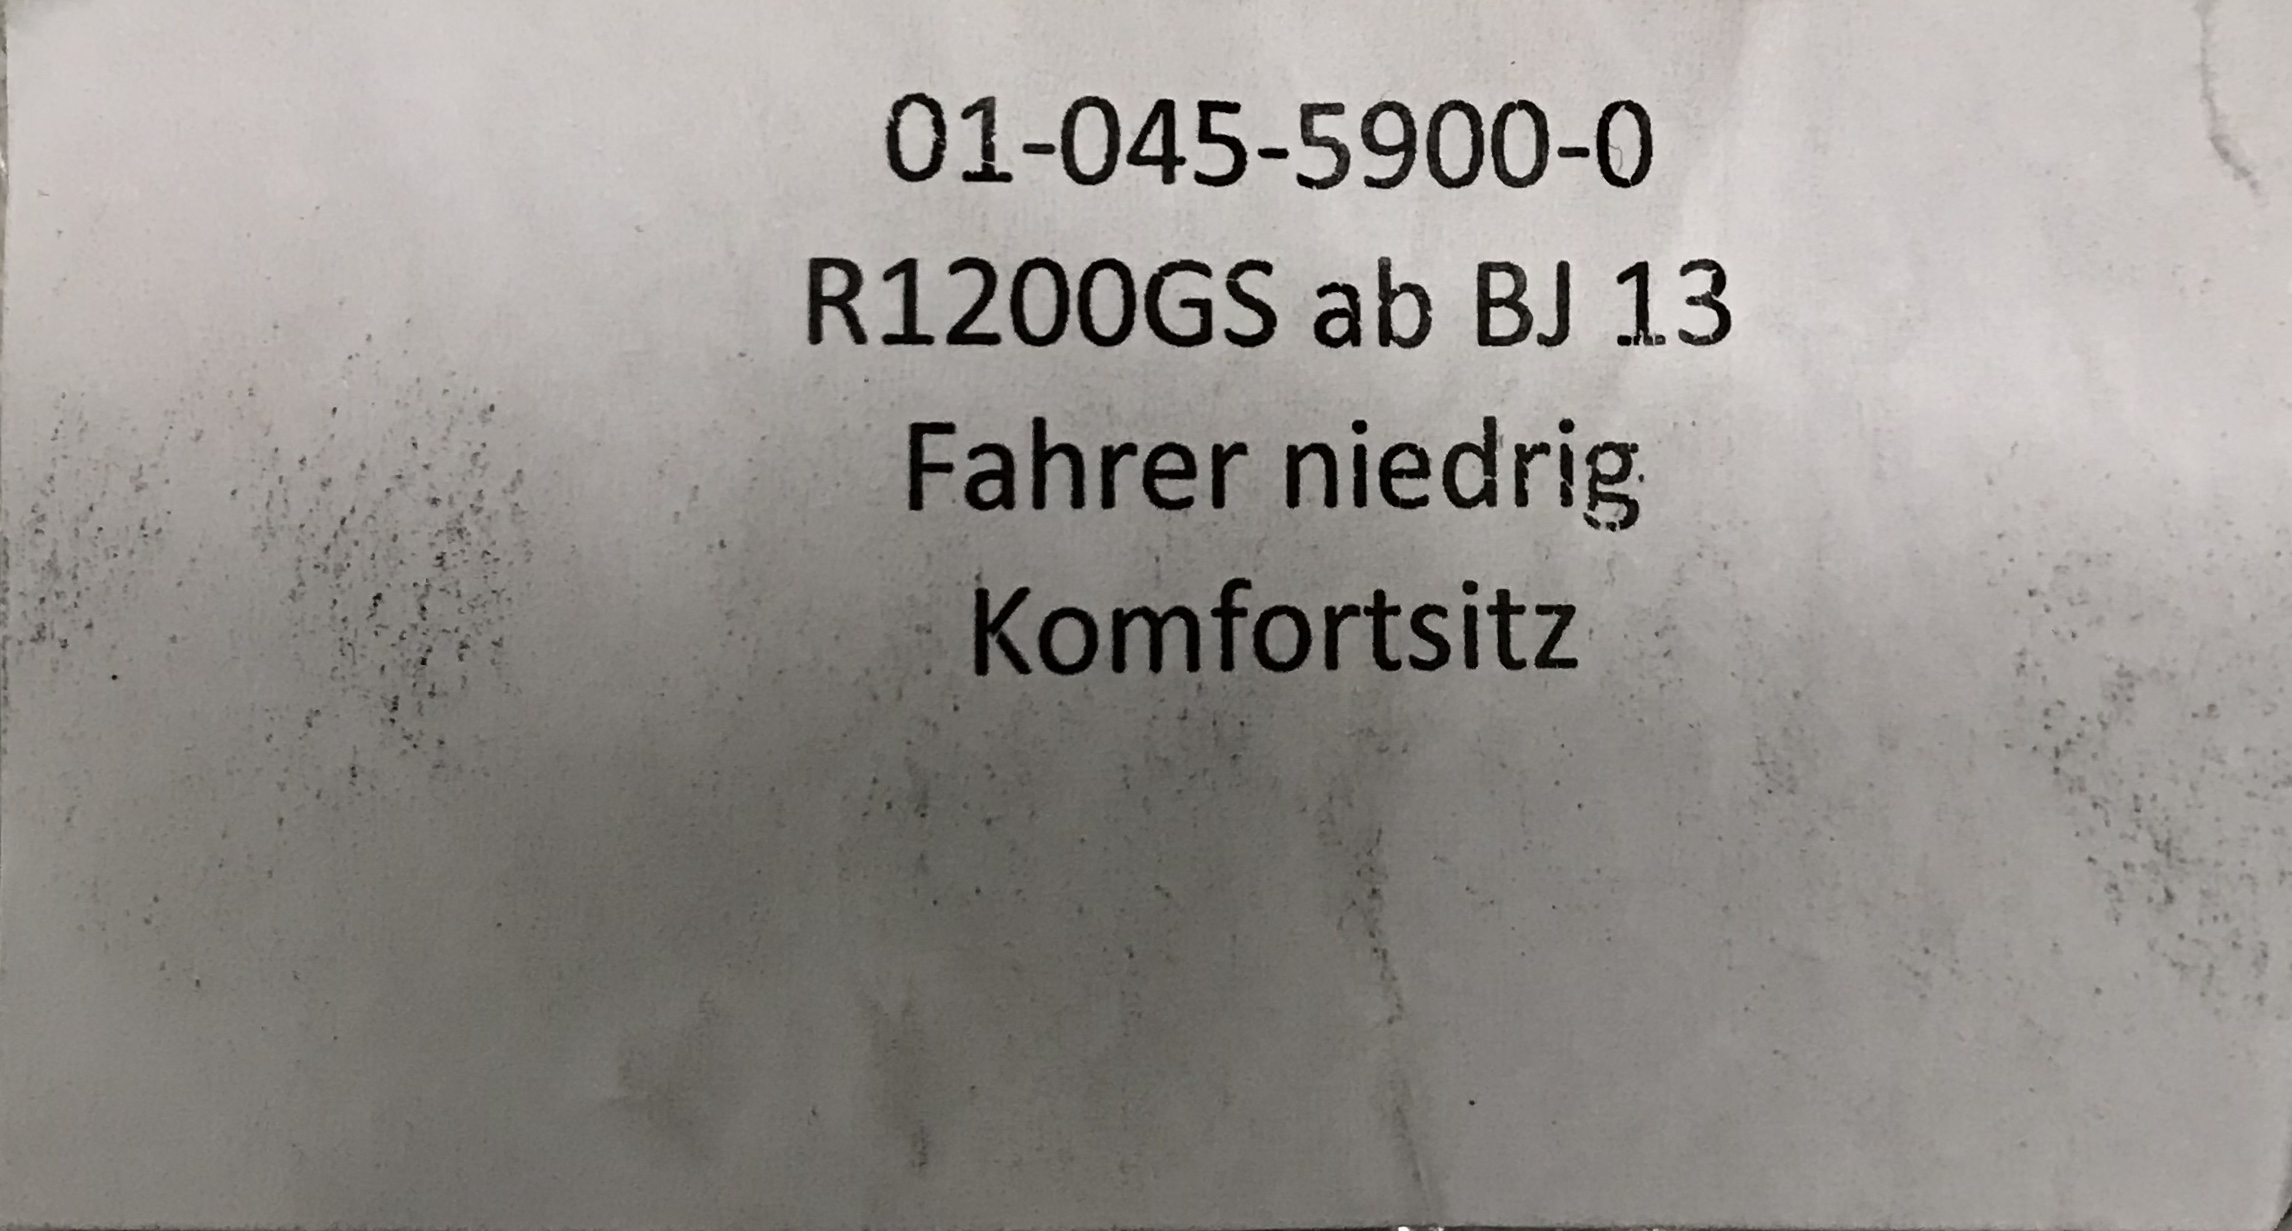 01-045-5900-0
R1200GS ab BJ 13
Fahrer niedrig
Komfortsitz